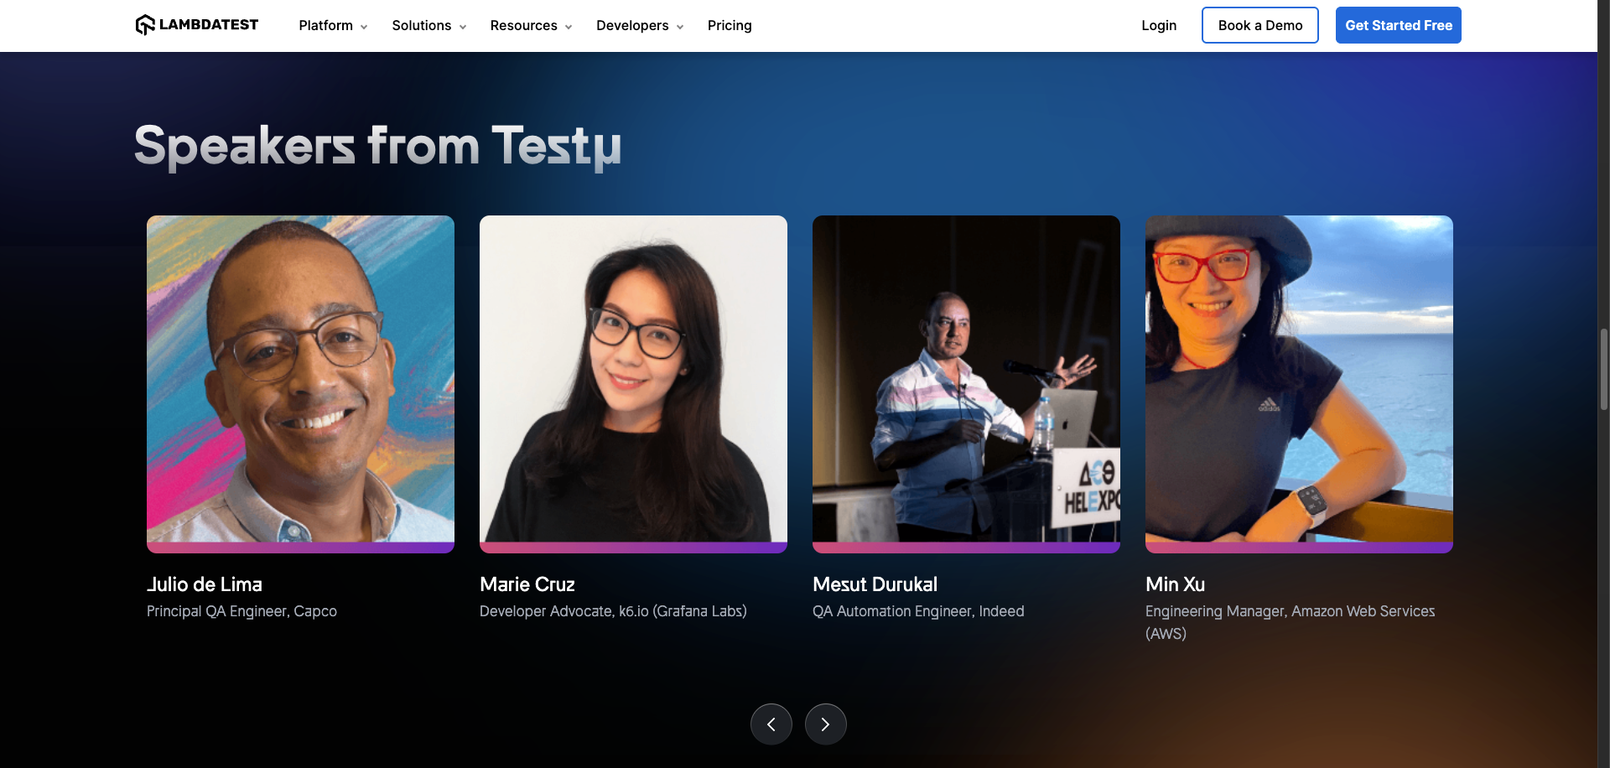 LAMBDATEST
Platform
Solutions
Resources
Developers
Pricing
Login
Book a Demo
Get Started Free
Speakers from Testμ
adidas
HELEXPO
Julio de Lima
Principal QA Engineer, Capco
Marie Cruz
Developer Advocate, k6.io (Grafana Labs)
Mesut Durukal
QA Automation Engineer, Indeed
Min Xu
Engineering Manager, Amazon Web Services
(AWS)